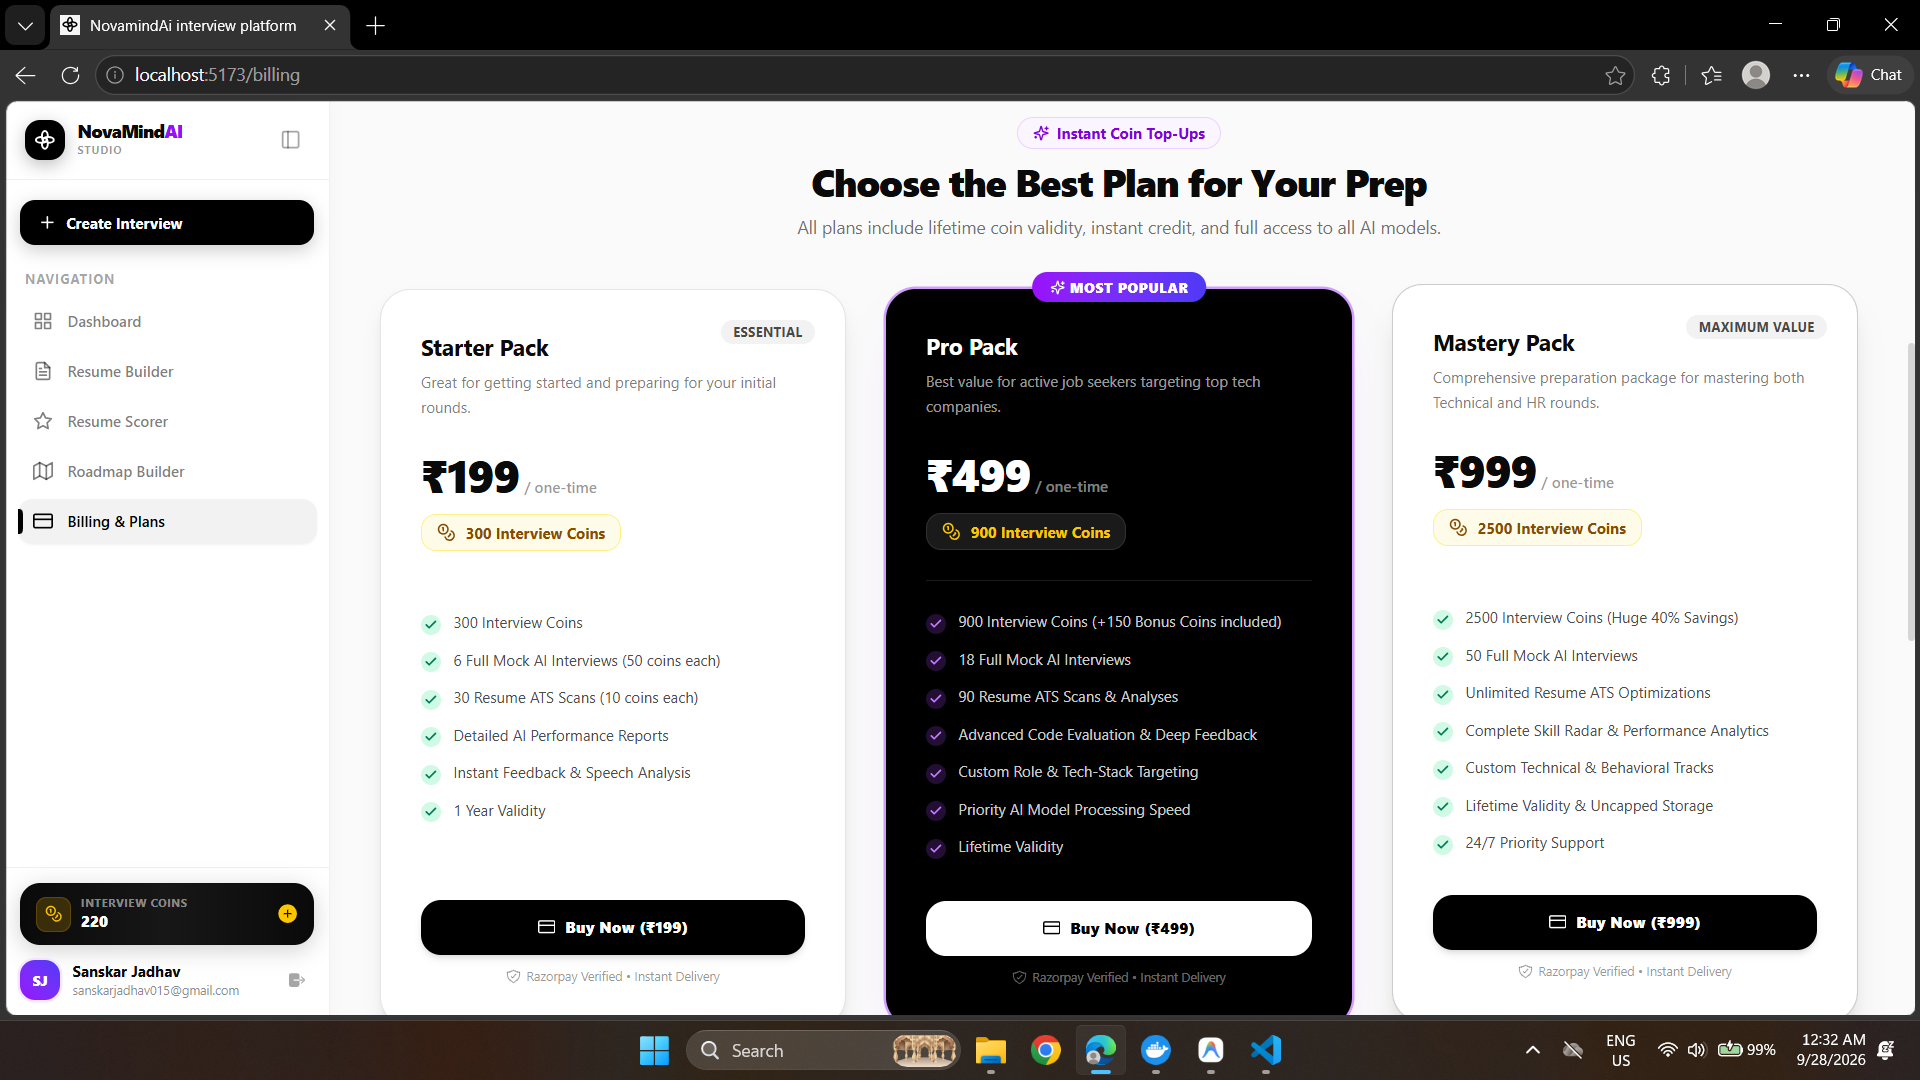 NovamindAi interview platform
localhost:5173/billing
Chat
NovaMindAI
STUDIO
Create Interview
NAVIGATION
Dashboard
Resume Builder
Resume Scorer
Roadmap Builder
Billing & Plans
INTERVIEW COINS
220
SJ
Sanskar Jadhav
sanskarjadhav015@gmail.com
Instant Coin Top-Ups
Choose the Best Plan for Your Prep
All plans include lifetime coin validity, instant credit, and full access to all AI models.
ESSENTIAL
Starter Pack
Great for getting started and preparing for your initial
rounds.
₹199 / one-time
300 Interview Coins
300 Interview Coins
6 Full Mock AI Interviews (50 coins each)
30 Resume ATS Scans (10 coins each)
Detailed AI Performance Reports
Instant Feedback & Speech Analysis
1 Year Validity
Buy Now (₹199)
Razorpay Verified • Instant Delivery
MOST POPULAR
Pro Pack
Best value for active job seekers targeting top tech
companies.
₹499 / one-time
900 Interview Coins
900 Interview Coins (+150 Bonus Coins included)
18 Full Mock AI Interviews
90 Resume ATS Scans & Analyses
Advanced Code Evaluation & Deep Feedback
Custom Role & Tech-Stack Targeting
Priority AI Model Processing Speed
Lifetime Validity
Buy Now (₹499)
Razorpay Verified • Instant Delivery
MAXIMUM VALUE
Mastery Pack
Comprehensive preparation package for mastering both
Technical and HR rounds.
₹999 / one-time
2500 Interview Coins
2500 Interview Coins (Huge 40% Savings)
50 Full Mock AI Interviews
Unlimited Resume ATS Optimizations
Complete Skill Radar & Performance Analytics
Custom Technical & Behavioral Tracks
Lifetime Validity & Uncapped Storage
24/7 Priority Support
Buy Now (₹999)
Razorpay Verified • Instant Delivery
Search
ENG
US
99%
12:32 AM
9/28/2026